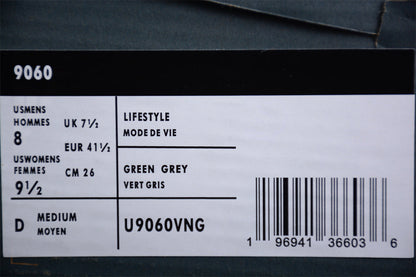 9060
USMENS
HOMMES UK 7½
8
EUR 41½
USWOMENS
FEMMES CM 26
9½
LIFESTYLE
MODE DE VIE
GREEN GREY
VERT GRIS
D MEDIUM
MOYEN
U9060VNG
1 96941 36603 6